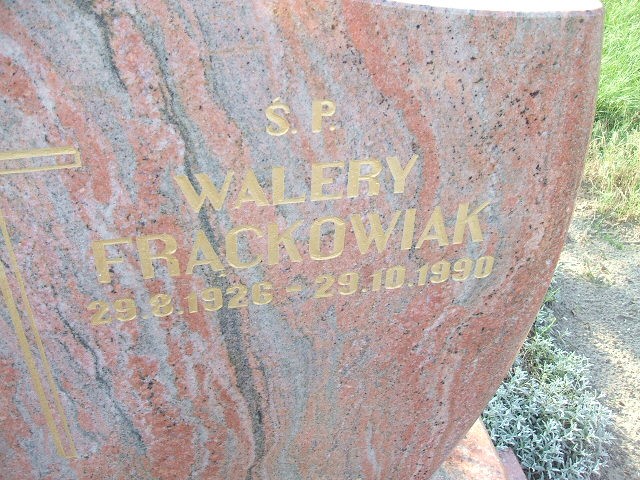 Ś. P.
WALERY
FRĄCKOWIAK
29.8.1926 - 29.10.1990